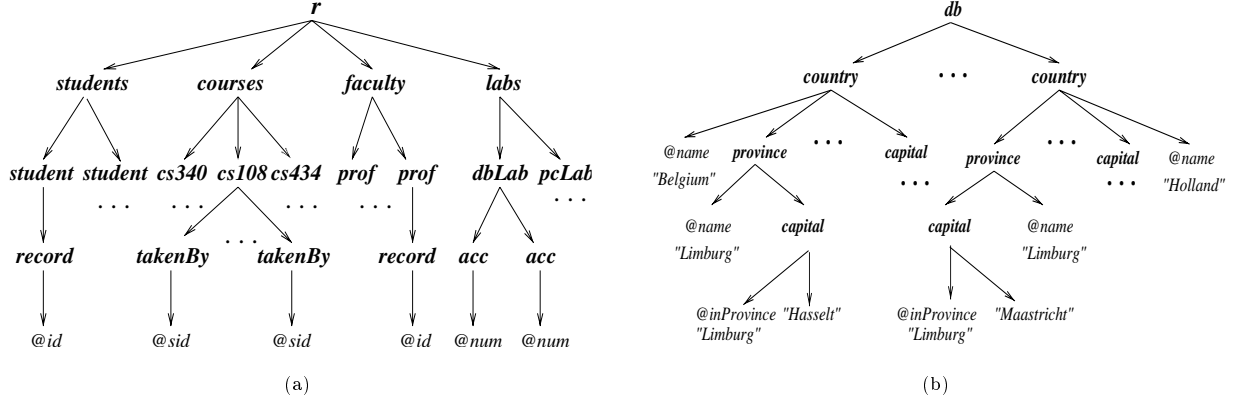 r
students courses faculty labs
student student cs340 cs108 cs434 prof prof dbLab pcLab
. . . . . . . . . . . . . . .
. . .
record takenBy takenBy record acc acc
@id @sid @sid @id @num @num
(a)
db
country . . . country
. . . . . .
@name province capital province capital @name
"Belgium" . . . . . . "Holland"
@name capital capital @name
"Limburg" "Limburg"
@inProvince "Hasselt" @inProvince "Maastricht"
"Limburg" "Limburg"
(b)